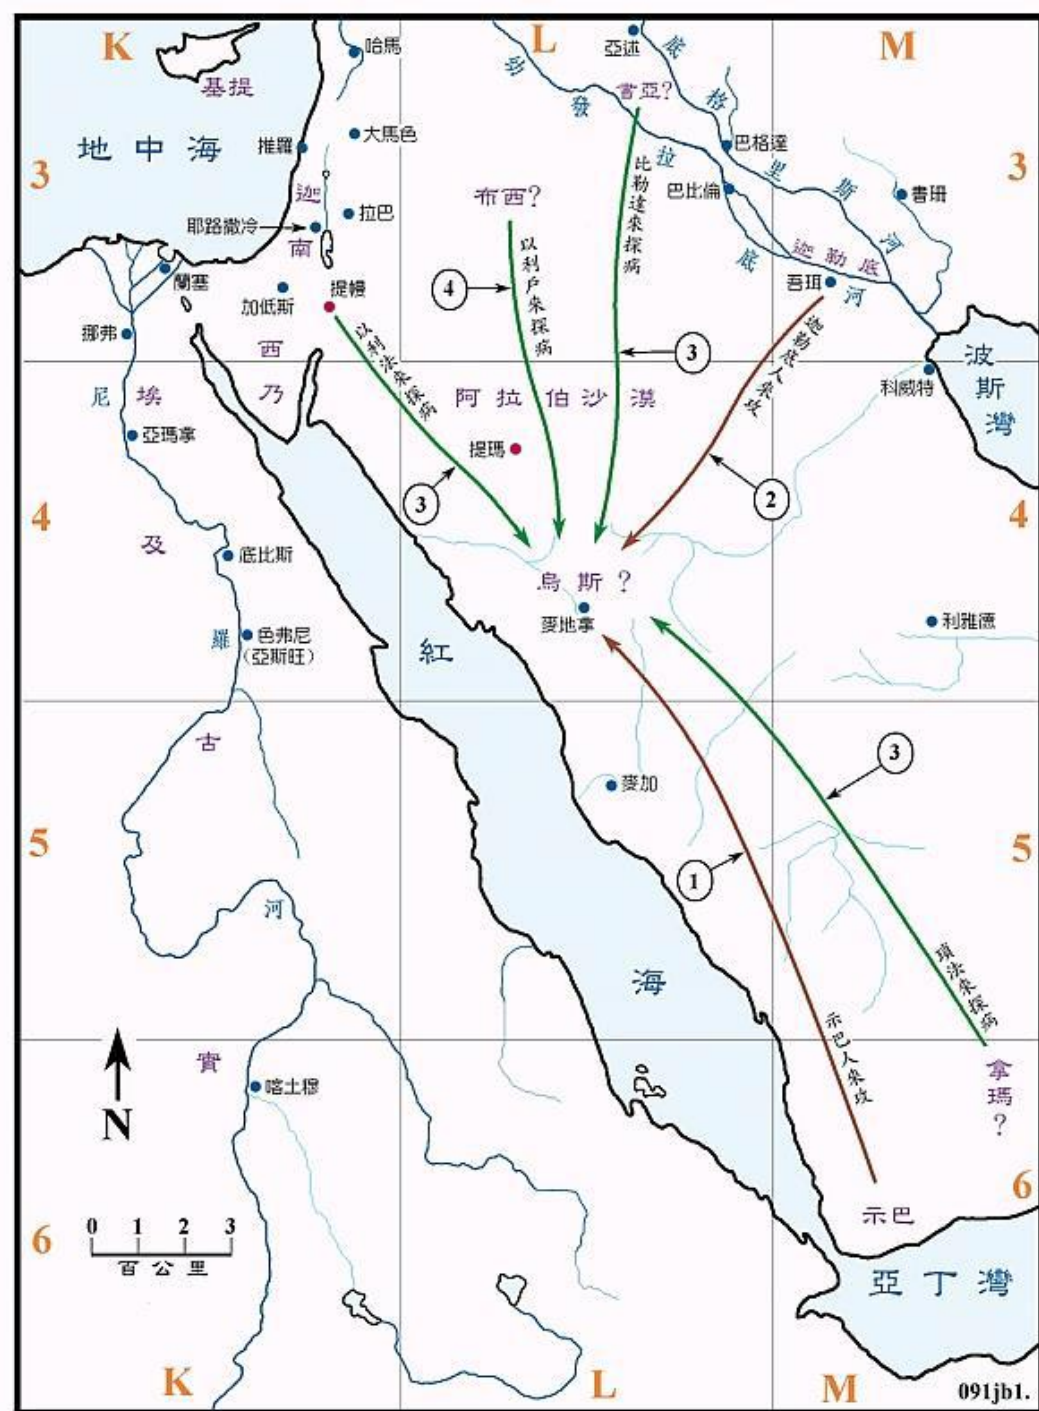 K
L
M
哈馬
亞述
基提
書亞?
底格里斯河
幼發拉底河
地中海
推羅
大馬色
巴格達
3
3
巴比倫
書珊
迦南
拉巴
布西?
比勒達來探病
耶路撒冷
以利戶來探病
迦勒底
蘭塞
加低斯
提幔
4
吾珥
挪弗
以利法來探病
3
迦勒底人來攻
波斯灣
西乃
科威特
尼羅河
埃及
阿拉伯沙漠
亞瑪拿
提瑪
3
2
4
4
底比斯
烏斯?
麥地拿
利雅德
色弗尼
(亞斯旺)
紅海
古實
3
麥加
5
5
1
項法來探病
示巴人來攻
拿瑪?
喀土穆
N
6
6
示巴
0 1 2 3
百公里
亞丁灣
K
L
M
091jb1.